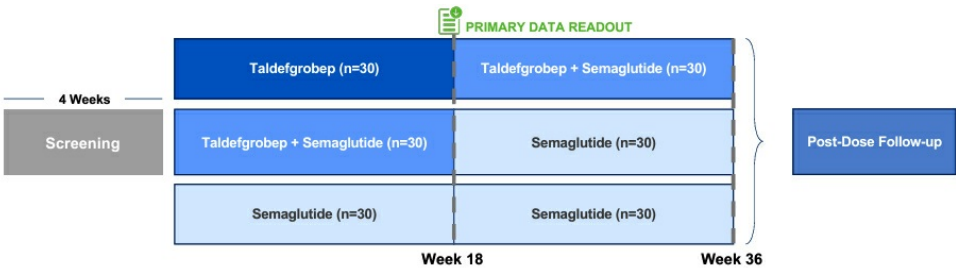 PRIMARY DATA READOUT
Taldefgrobep (n=30)
Taldefgrobep + Semaglutide (n=30)
4 Weeks
Screening
Taldefgrobep + Semaglutide (n=30)
Semaglutide (n=30)
Post-Dose Follow-up
Semaglutide (n=30)
Semaglutide (n=30)
Week 18
Week 36